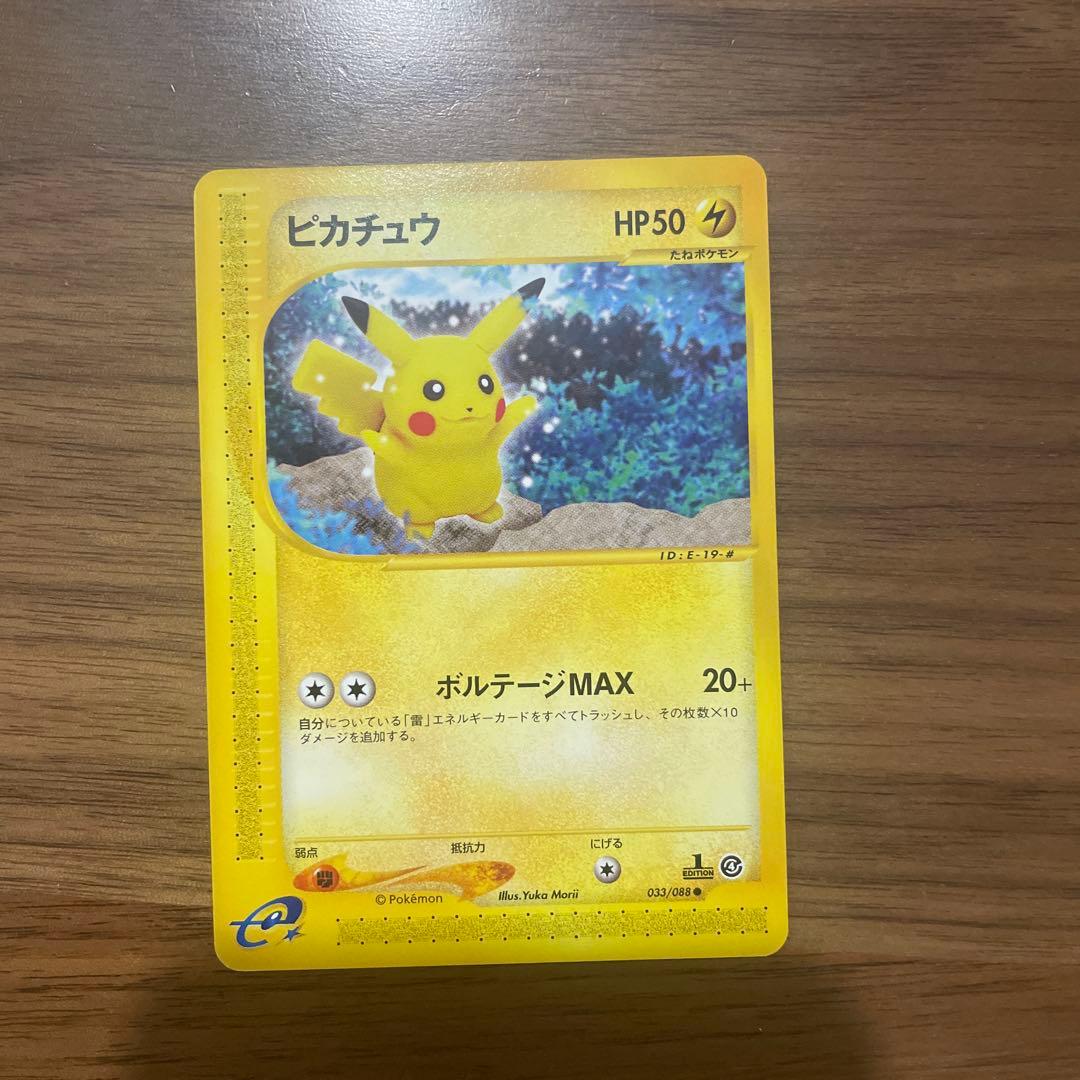 ピカチュウ
HP50
たねポケモン
ID:E-19-#
ボルテージMAX 20+
自分についている「雷」エネルギーカードをすべてトラッシュし、その枚数×10
ダメージを追加する。
弱点 抵抗力 にげる
1
EDITION
© Pokémon
Illus.Yuka Morii
033/088●
e